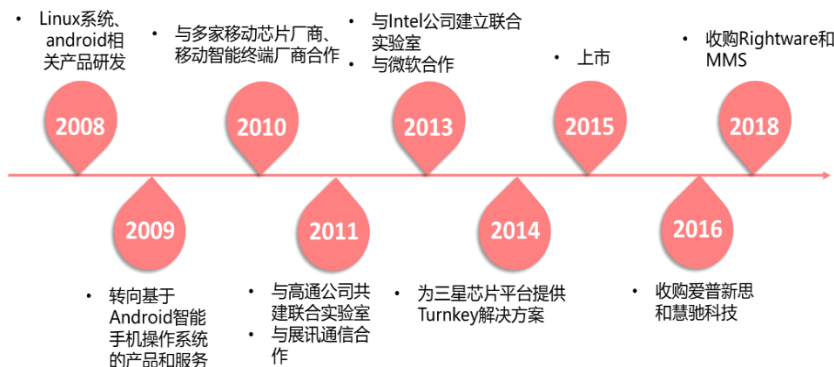 Linux系统、
android相
关产品研发
2008
转向基于
Android智能
手机操作系统
的产品和服务
2009
与多家移动芯片厂商、
移动智能终端厂商合作
2010
与高通公司共
建联合实验室
与展讯通信合
作
2011
与Intel公司建立联合
实验室
与微软合作
2013
为三星芯片平台提供
Turnkey解决方案
2014
上市
2015
收购爱普新思
和慧驰科技
2016
收购Rightware和
MMS
2018